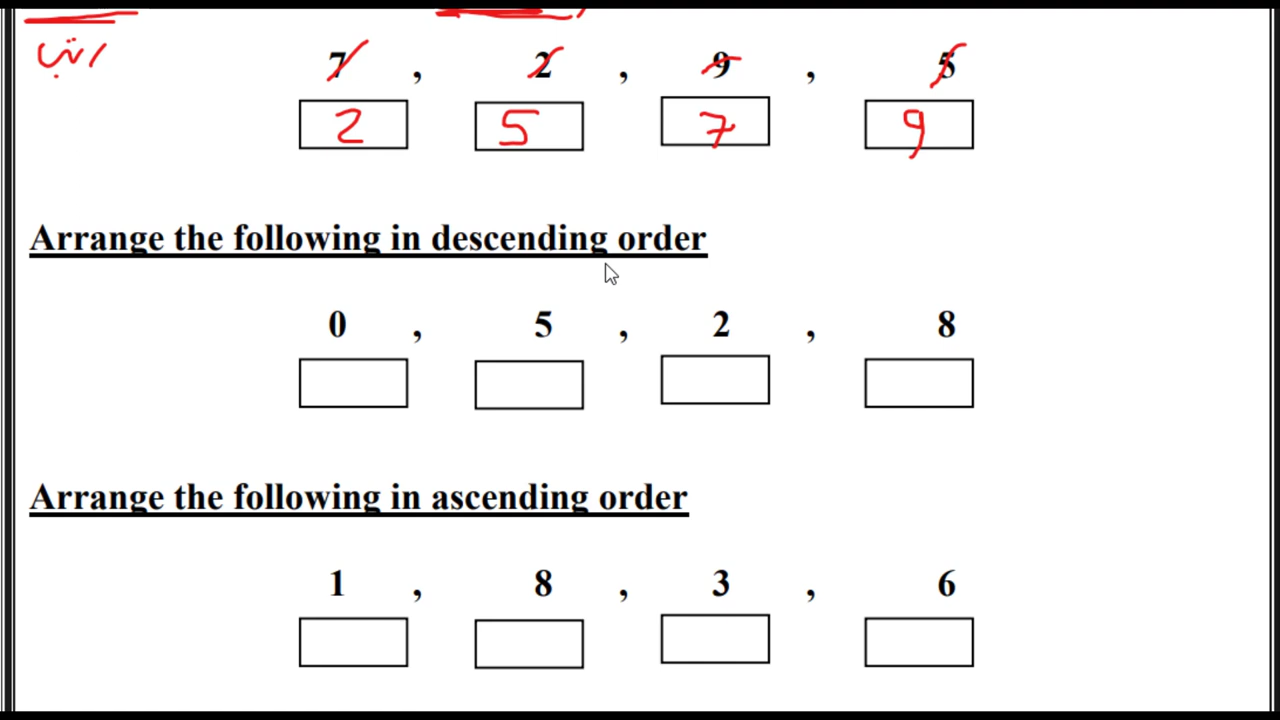 رتب
7 , 2 , 9 , 5
2 5 7 9
Arrange the following in descending order
0 , 5 , 2 , 8
Arrange the following in ascending order
1 , 8 , 3 , 6